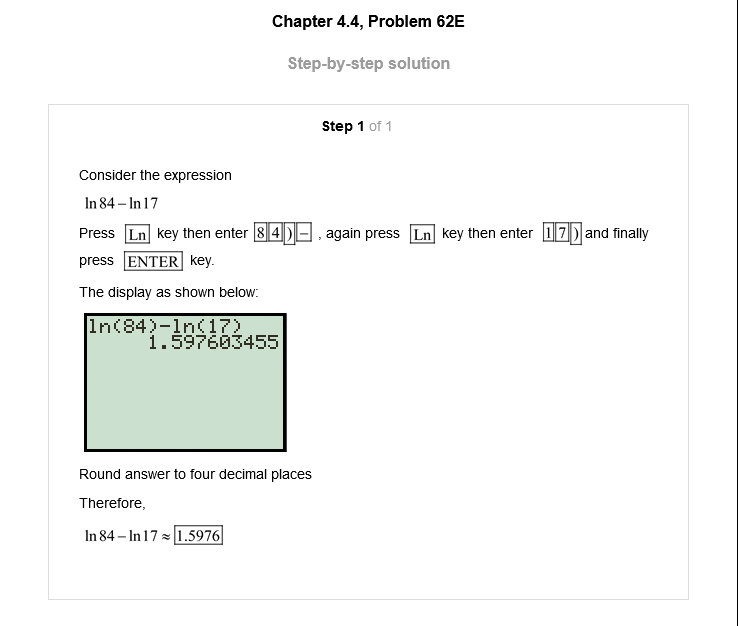 Chapter 4.4, Problem 62E
Step-by-step solution
Step 1 of 1
Consider the expression
ln 84 – ln 17
Press Ln key then enter 8 4 ) – , again press Ln key then enter 1 7 ) and finally
press ENTER key.
The display as shown below:
ln(84)-ln(17)
1.597603455
Round answer to four decimal places
Therefore,
ln 84 – ln 17 ≈ 1.5976